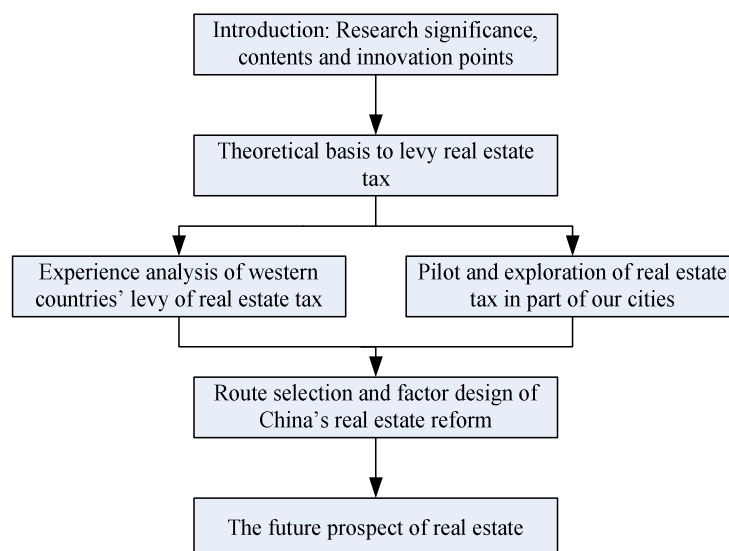 Introduction: Research significance,
contents and innovation points
Theoretical basis to levy real estate
tax
Experience analysis of western
countries’ levy of real estate tax
Pilot and exploration of real estate
tax in part of our cities
Route selection and factor design of
China’s real estate reform
The future prospect of real estate